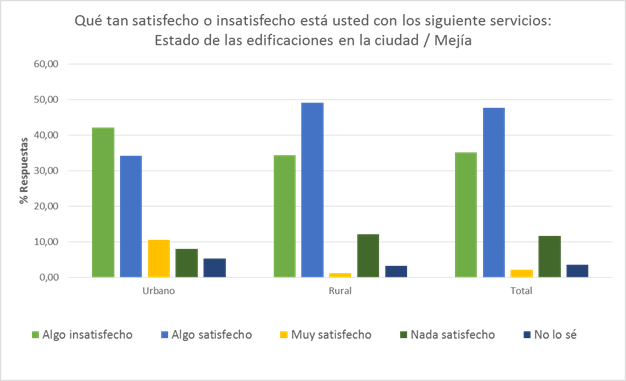 Qué tan satisfecho o insatisfecho está usted con los siguiente servicios:
Estado de las edificaciones en la ciudad / Mejía
60,00
50,00
40,00
30,00
20,00
10,00
0,00
% Respuestas
Urbano
Rural
Total
Algo insatisfecho
Algo satisfecho
Muy satisfecho
Nada satisfecho
No lo sé